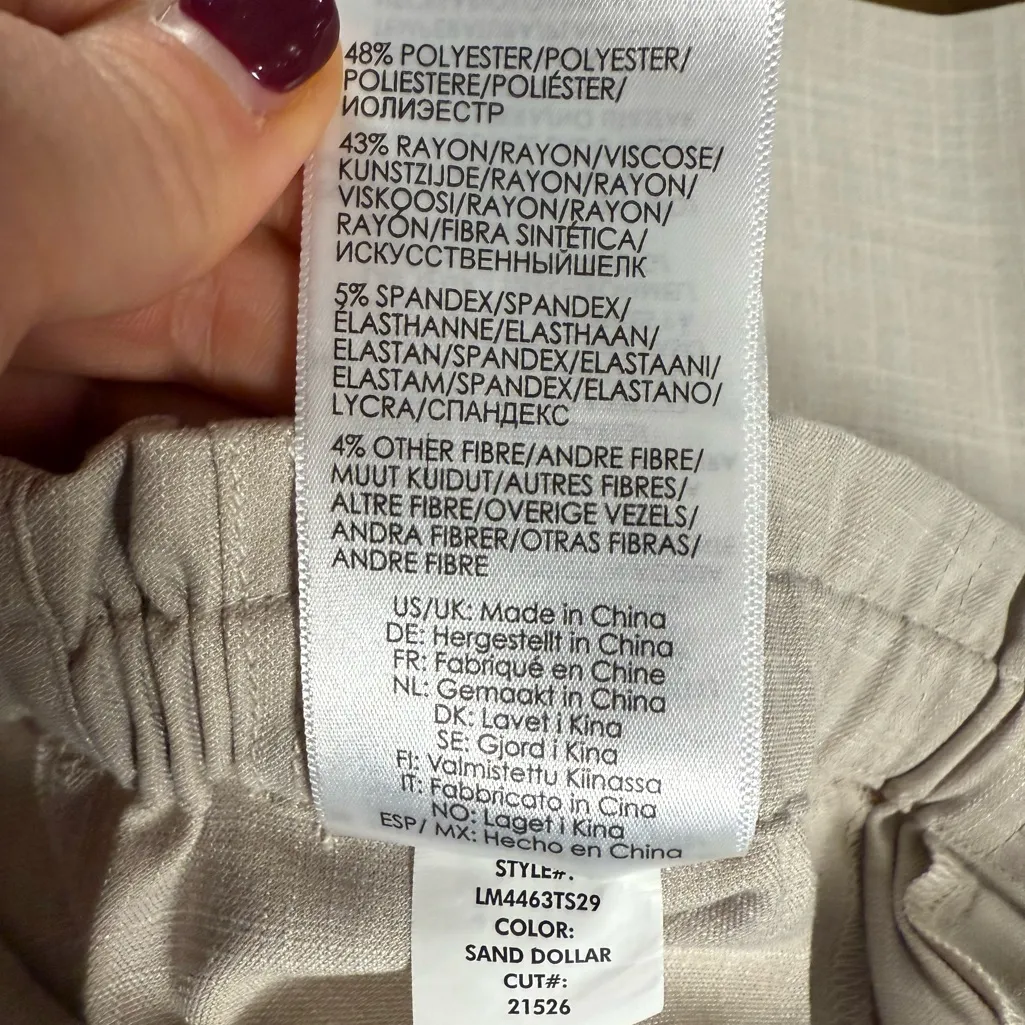 48% POLYESTER/POLYESTER/
POLIESTERE/POLIÉSTER/
ИОЛИЭЕСТР
43% RAYON/RAYON/VISCOSE/
KUNSTZIJDE/RAYON/RAYON/
VISKOOSI/RAYON/RAYON/
RAYON/FIBRA SINTÉTICA/
ИСКУССТВЕННЫЙШЕЛК
5% SPANDEX/SPANDEX/
ÉLASTHANNE/ELASTHAAN/
ELASTAN/SPANDEX/ELASTAANI/
ELASTAM/SPANDEX/ELASTANO/
LYCRA/СПАНДЕКС
4% OTHER FIBRE/ANDRE FIBRE/
MUUT KUIDUT/AUTRES FIBRES/
ALTRE FIBRE/OVERIGE VEZELS/
ANDRA FIBRER/OTRAS FIBRAS/
ANDRE FIBRE
US/UK: Made in China
DE: Hergestellt in China
FR: Fabriqué en Chine
NL: Gemaakt in China
DK: Lavet i Kina
SE: Gjord i Kina
FI: Valmistettu Kiinassa
IT: Fabbricato in Cina
NO: Laget i Kina
ESP/ MX: Hecho en China
STYLE#:
LM4463TS29
COLOR:
SAND DOLLAR
CUT#:
21526